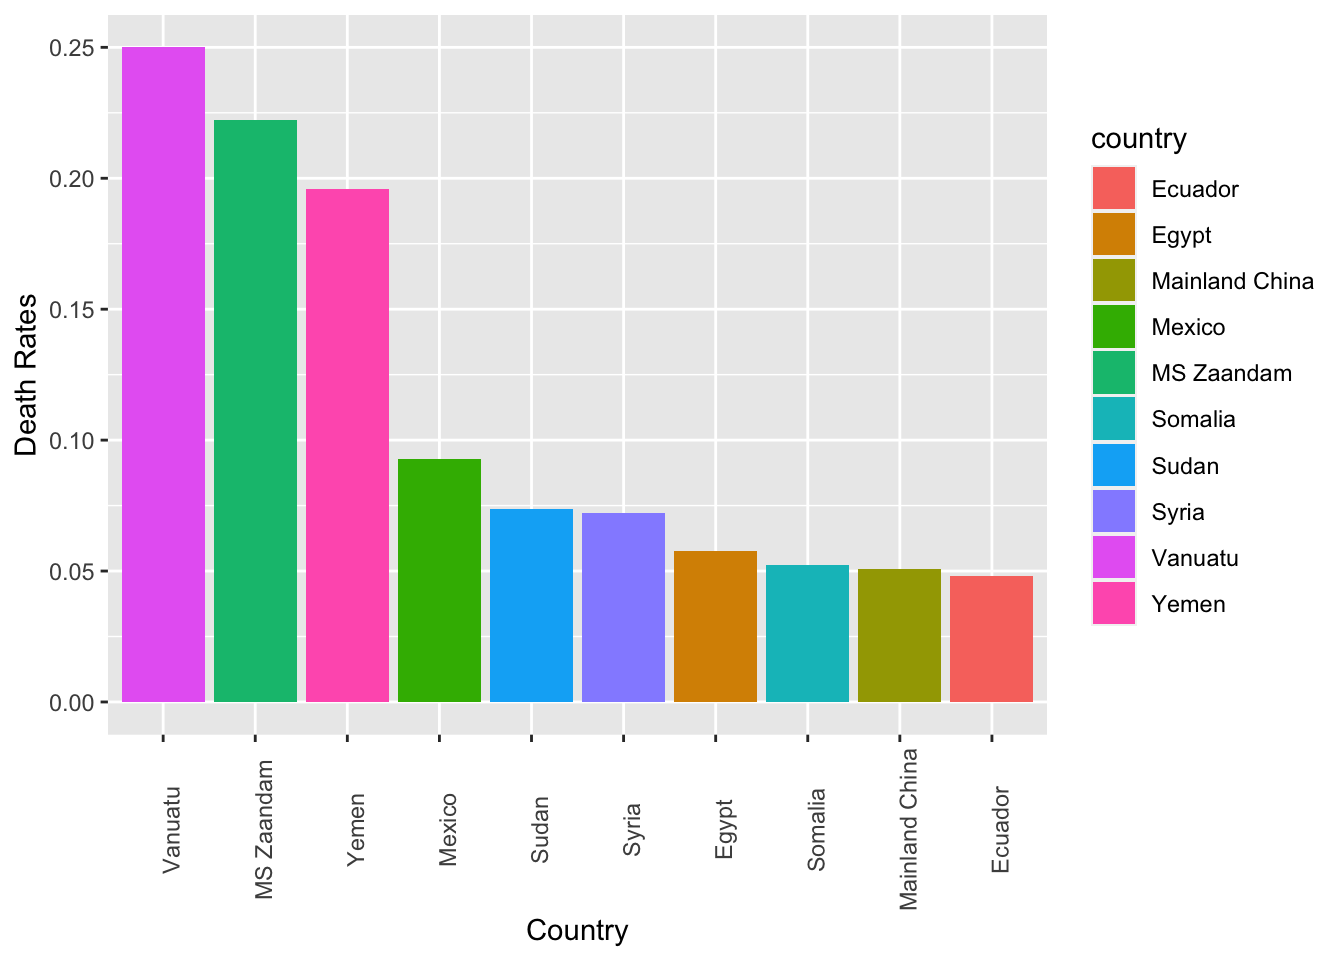 Death Rates
0.25
0.20
0.15
0.10
0.05
0.00
Vanuatu
MS Zaandam
Yemen
Mexico
Sudan
Syria
Egypt
Somalia
Mainland China
Ecuador
Country
country
Ecuador
Egypt
Mainland China
Mexico
MS Zaandam
Somalia
Sudan
Syria
Vanuatu
Yemen